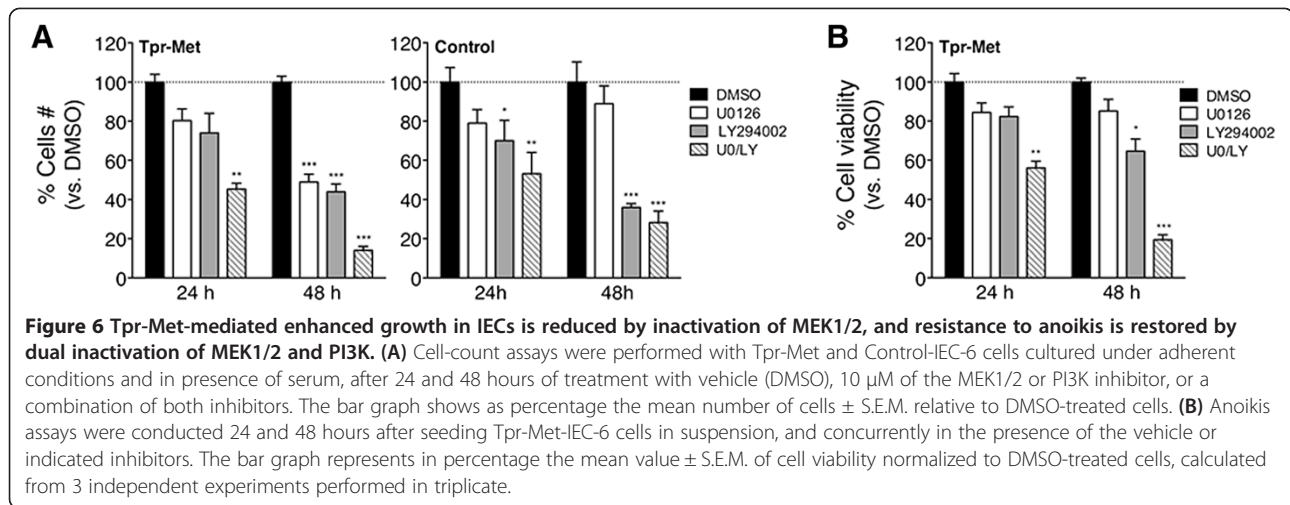 A
Tpr-Met
Control
% Cells #
(vs. DMSO)
120
100
80
60
40
20
0
**
***
***
***
24 h
48 h
120
100
80
60
40
20
0
*
**
***
***
24h
48h
DMSO
U0126
LY294002
U0/LY
B
Tpr-Met
% Cell viability
(vs. DMSO)
120
100
80
60
40
20
0
**
*
***
24 h
48 h
DMSO
U0126
LY294002
U0/LY
Figure 6 Tpr-Met-mediated enhanced growth in IECs is reduced by inactivation of MEK1/2, and resistance to anoikis is restored by
dual inactivation of MEK1/2 and PI3K. (A) Cell-count assays were performed with Tpr-Met and Control-IEC-6 cells cultured under adherent
conditions and in presence of serum, after 24 and 48 hours of treatment with vehicle (DMSO), 10 μM of the MEK1/2 or PI3K inhibitor, or a
combination of both inhibitors. The bar graph shows as percentage the mean number of cells ± S.E.M. relative to DMSO-treated cells. (B) Anoikis
assays were conducted 24 and 48 hours after seeding Tpr-Met-IEC-6 cells in suspension, and concurrently in the presence of the vehicle or
indicated inhibitors. The bar graph represents in percentage the mean value ± S.E.M. of cell viability normalized to DMSO-treated cells, calculated
from 3 independent experiments performed in triplicate.